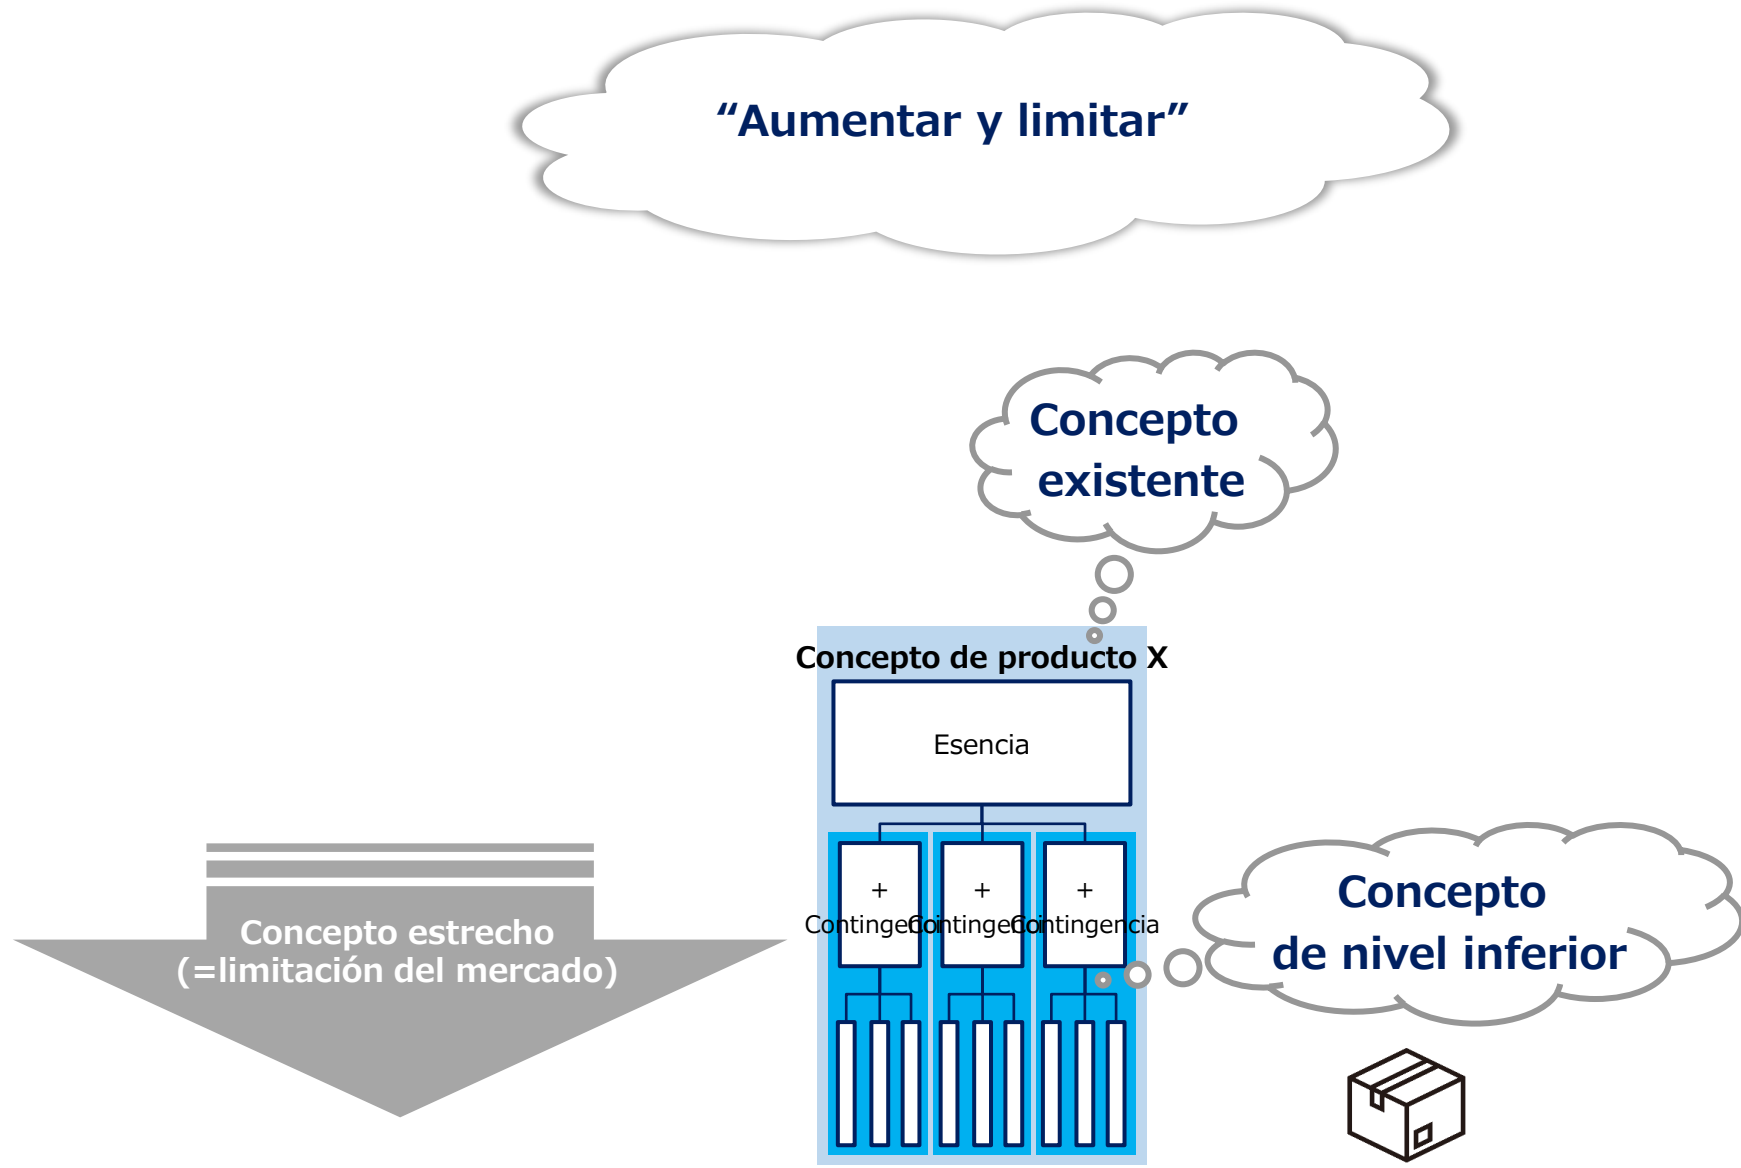 “Aumentar y limitar”
Concepto
existente
Concepto de producto X
Esencia
+
+
+
Contingencia
Concepto
de nivel inferior
Concepto estrecho
(=limitación del mercado)